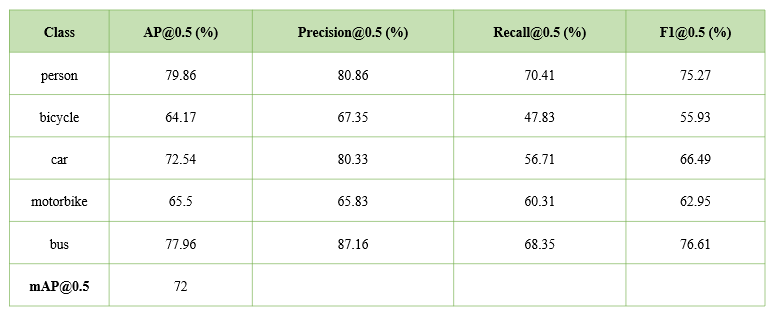 Class AP@0.5 (%) Precision@0.5 (%) Recall@0.5 (%) F1@0.5 (%)
person 79.86 80.86 70.41 75.27
bicycle 64.17 67.35 47.83 55.93
car 72.54 80.33 56.71 66.49
motorbike 65.5 65.83 60.31 62.95
bus 77.96 87.16 68.35 76.61
mAP@0.5 72